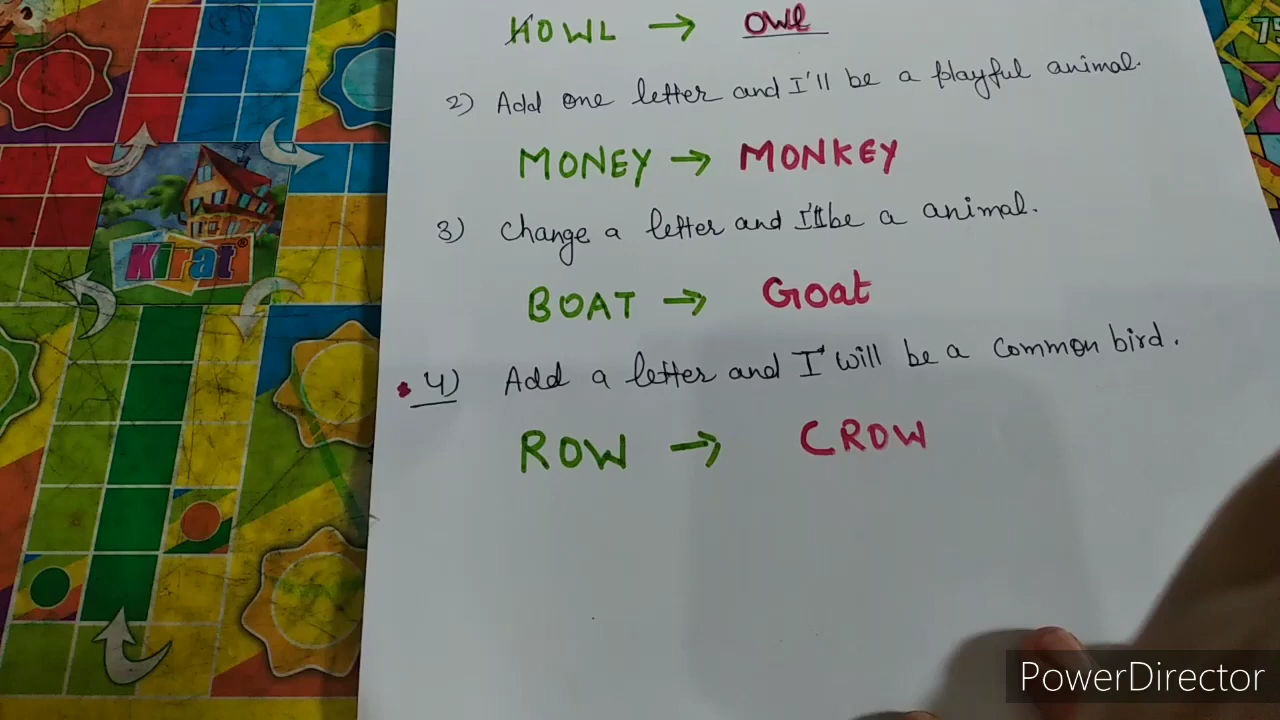 HOWL → owl
2) Add one letter and I'll be a playful animal.
MONEY → MONKEY
3) Change a letter and I'll be a animal.
BOAT → Goat
4) Add a letter and I will be a common bird.
ROW → CROW
Kirat®
75
PowerDirector